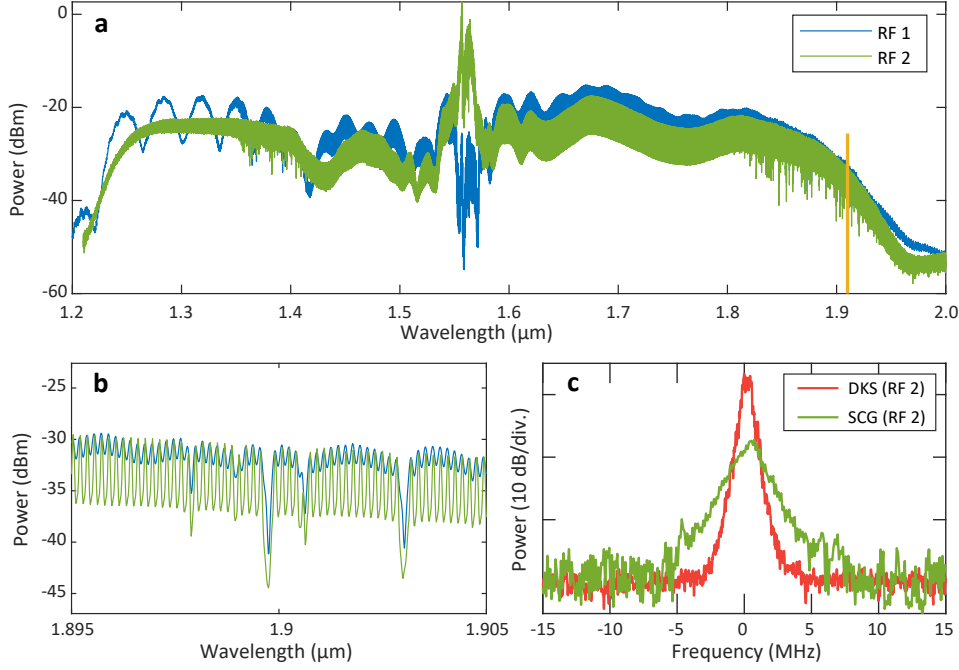 a
RF 1
RF 2
0
-20
-40
-60
Power (dBm)
1.2
1.3
1.4
1.5
1.6
1.7
1.8
1.9
2.0
Wavelength (µm)
b
-25
-30
-35
-40
-45
Power (dBm)
1.895
1.9
1.905
Wavelength (µm)
c
DKS (RF 2)
SCG (RF 2)
Power (10 dB/div.)
-15
-10
-5
0
5
10
15
Frequency (MHz)